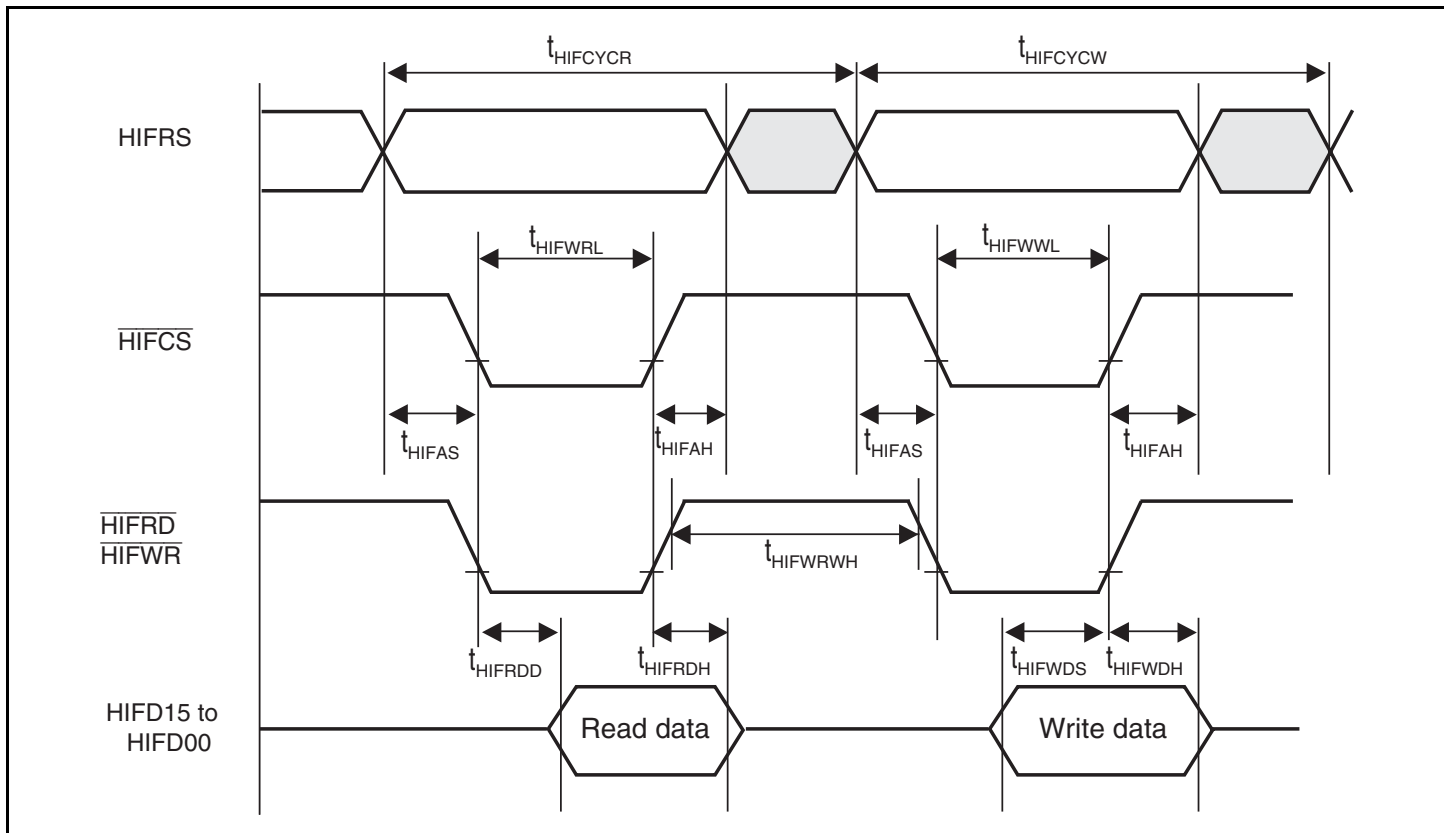 tHIFCYCR tHIFCYCW
HIFRS
tHIFWRL tHIFWWL
HIFCS
tHIFAS tHIFAH tHIFAS tHIFAH
HIFRD
HIFWR
tHIFWRWH
tHIFRDD tHIFRDH tHIFWDS tHIFWDH
HIFD15 to
HIFD00
Read data Write data